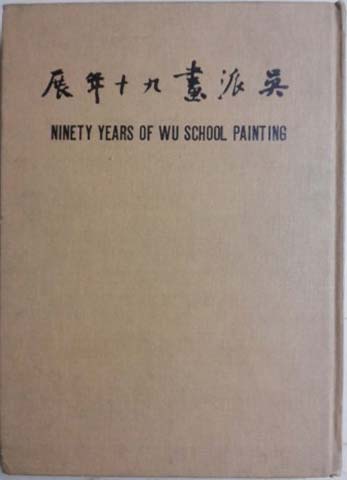 吳派畫九十年展
NINETY YEARS OF WU SCHOOL PAINTING